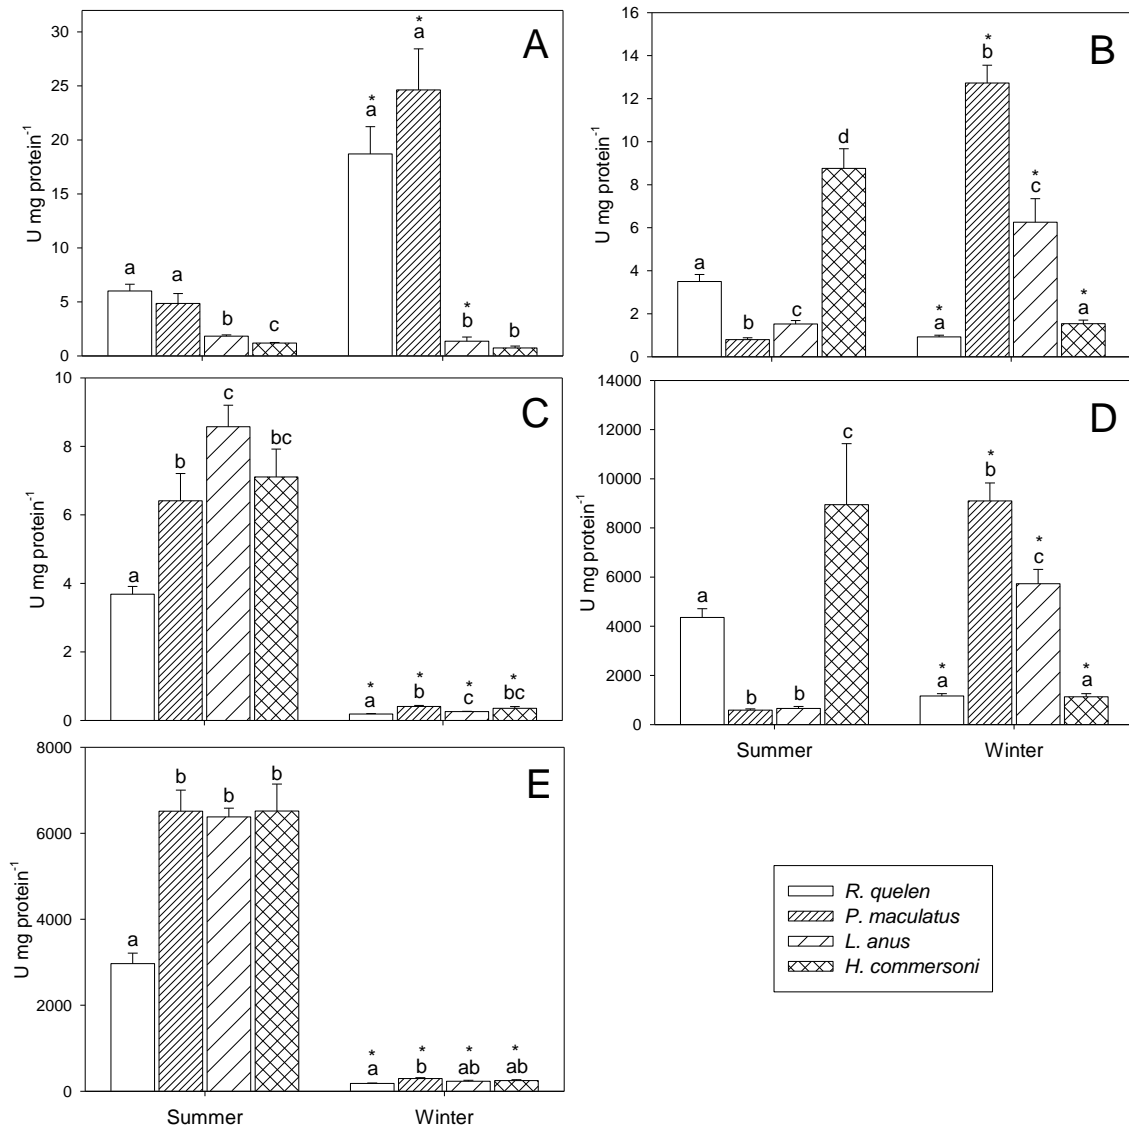 A
U mg protein⁻¹
30
25
20
15
10
5
0
a
a
b
c
*
a
*
a
*
b
b
B
U mg protein⁻¹
16
14
12
10
8
6
4
2
0
a
b
c
d
*
a
*
b
*
c
*
a
C
U mg protein⁻¹
10
8
6
4
2
0
a
b
c
bc
* * * *
a b c bc
D
U mg protein⁻¹
14000
12000
10000
8000
6000
4000
2000
0
a
b b
c
*
a
*
b
*
c
*
a
Summer Winter
E
U mg protein⁻¹
8000
6000
4000
2000
0
a
b
b
b
* * * *
a b ab ab
Summer Winter
R. quelen
P. maculatus
L. anus
H. commersoni